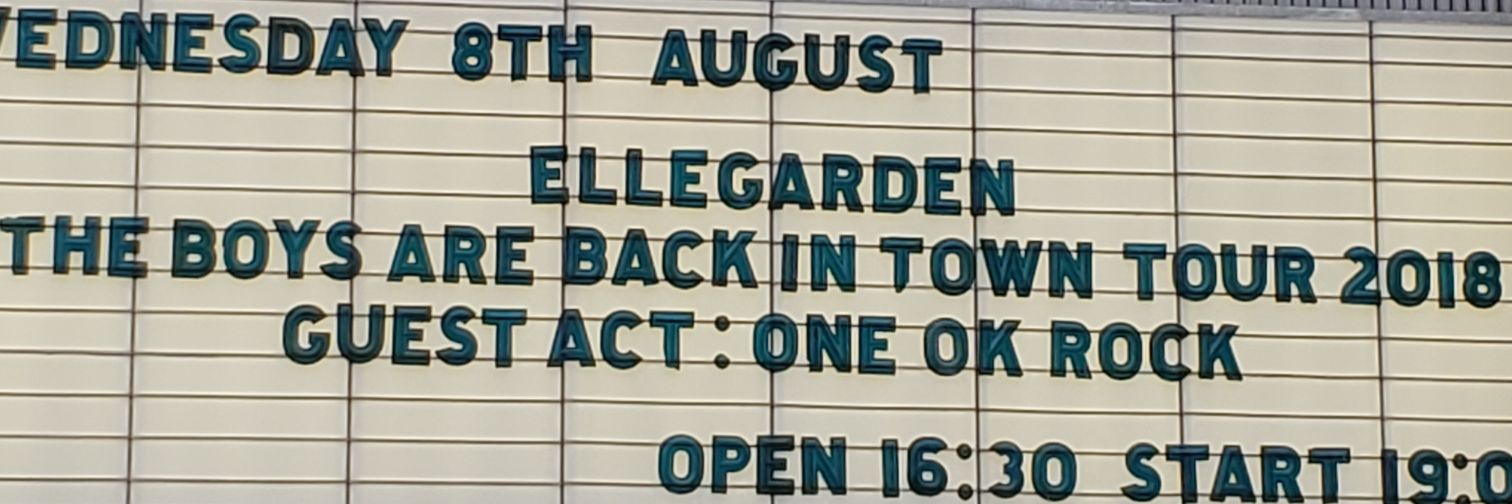 WEDNESDAY 8TH AUGUST
ELLEGARDEN
THE BOYS ARE BACK IN TOWN TOUR 2018
GUEST ACT : ONE OK ROCK
OPEN 16:30 START 19:0